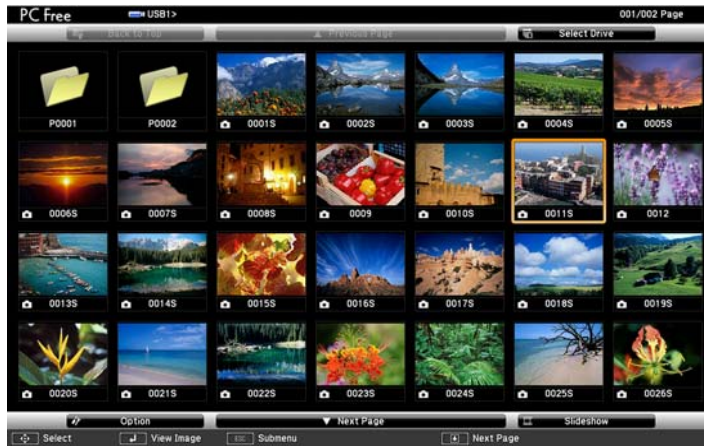 PC Free USB1> 001/002 Page
Back to Top ▲ Previous Page Select Drive
P0001 P0002 0001S 0002S 0003S 0004S 0005S
0006S 0007S 0008S 0009 0010S 0011S 0012
0013S 0014S 0015S 0016S 0017S 0018S 0019S
0020S 0021S 0022S 0023S 0024S 0025S 0026S
Option ▼ Next Page Slideshow
Select View Image ESC Submenu Next Page